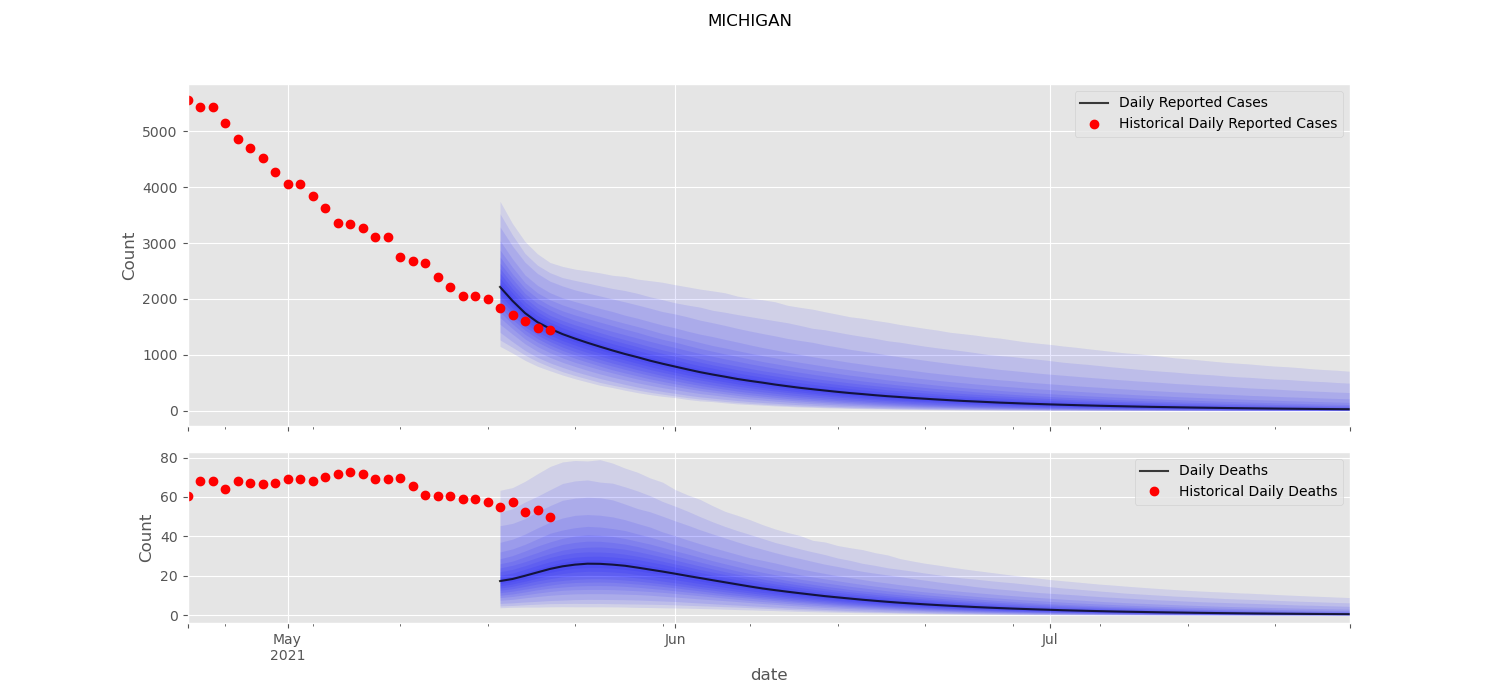 MICHIGAN
Daily Reported Cases
Historical Daily Reported Cases
Count
5000
4000
3000
2000
1000
0
Daily Deaths
Historical Daily Deaths
Count
80
60
40
20
0
May
2021
Jun
Jul
date